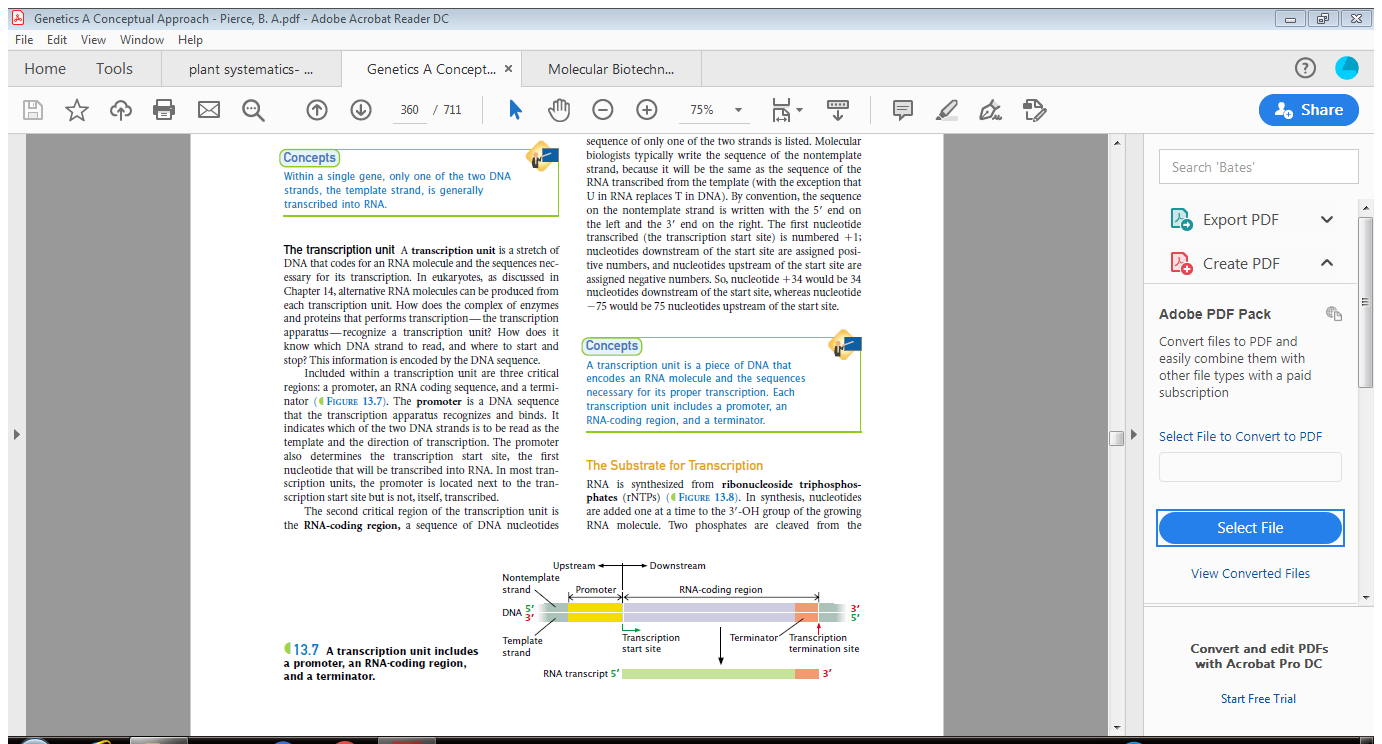 Genetics A Conceptual Approach - Pierce, B. A.pdf - Adobe Acrobat Reader DC
File Edit View Window Help
Home Tools plant systematics- ... Genetics A Concept... × Molecular Biotechn...
360 / 711 75% Share
Concepts
Within a single gene, only one of the two DNA
strands, the template strand, is generally
transcribed into RNA.
The transcription unit A transcription unit is a stretch of
DNA that codes for an RNA molecule and the sequences nec-
essary for its transcription. In eukaryotes, as discussed in
Chapter 14, alternative RNA molecules can be produced from
each transcription unit. How does the complex of enzymes
and proteins that performs transcription—the transcription
apparatus—recognize a transcription unit? How does it
know which DNA strand to read, and where to start and
stop? This information is encoded by the DNA sequence.
Included within a transcription unit are three critical
regions: a promoter, an RNA coding sequence, and a termi-
nator (FIGURE 13.7). The promoter is a DNA sequence
that the transcription apparatus recognizes and binds. It
indicates which of the two DNA strands is to be read as the
template and the direction of transcription. The promoter
also determines the transcription start site, the first
nucleotide that will be transcribed into RNA. In most tran-
scription units, the promoter is located next to the tran-
scription start site but is not, itself, transcribed.
The second critical region of the transcription unit is
the RNA-coding region, a sequence of DNA nucleotides
sequence of only one of the two strands is listed. Molecular
biologists typically write the sequence of the nontemplate
strand, because it will be the same as the sequence of the
RNA transcribed from the template (with the exception that
U in RNA replaces T in DNA). By convention, the sequence
on the nontemplate strand is written with the 5′ end on
the left and the 3′ end on the right. The first nucleotide
transcribed (the transcription start site) is numbered +1;
nucleotides downstream of the start site are assigned posi-
tive numbers, and nucleotides upstream of the start site are
assigned negative numbers. So, nucleotide +34 would be 34
nucleotides downstream of the start site, whereas nucleotide
−75 would be 75 nucleotides upstream of the start site.
Concepts
A transcription unit is a piece of DNA that
encodes an RNA molecule and the sequences
necessary for its proper transcription. Each
transcription unit includes a promoter, an
RNA-coding region, and a terminator.
The Substrate for Transcription
RNA is synthesized from ribonucleoside triphosphos-
phates (rNTPs) (FIGURE 13.8). In synthesis, nucleotides
are added one at a time to the 3′-OH group of the growing
RNA molecule. Two phosphates are cleaved from the
Upstream Downstream
Nontemplate
strand
Promoter RNA-coding region
DNA 5′ 3′
3′ 5′
Template
strand
Transcription
start site
Terminator
Transcription
termination site
RNA transcript 5′ 3′
13.7 A transcription unit includes
a promoter, an RNA-coding region,
and a terminator.
Search 'Bates'
Export PDF
Create PDF
Adobe PDF Pack
Convert files to PDF and
easily combine them with
other file types with a paid
subscription
Select File to Convert to PDF
Select File
View Converted Files
Convert and edit PDFs
with Acrobat Pro DC
Start Free Trial